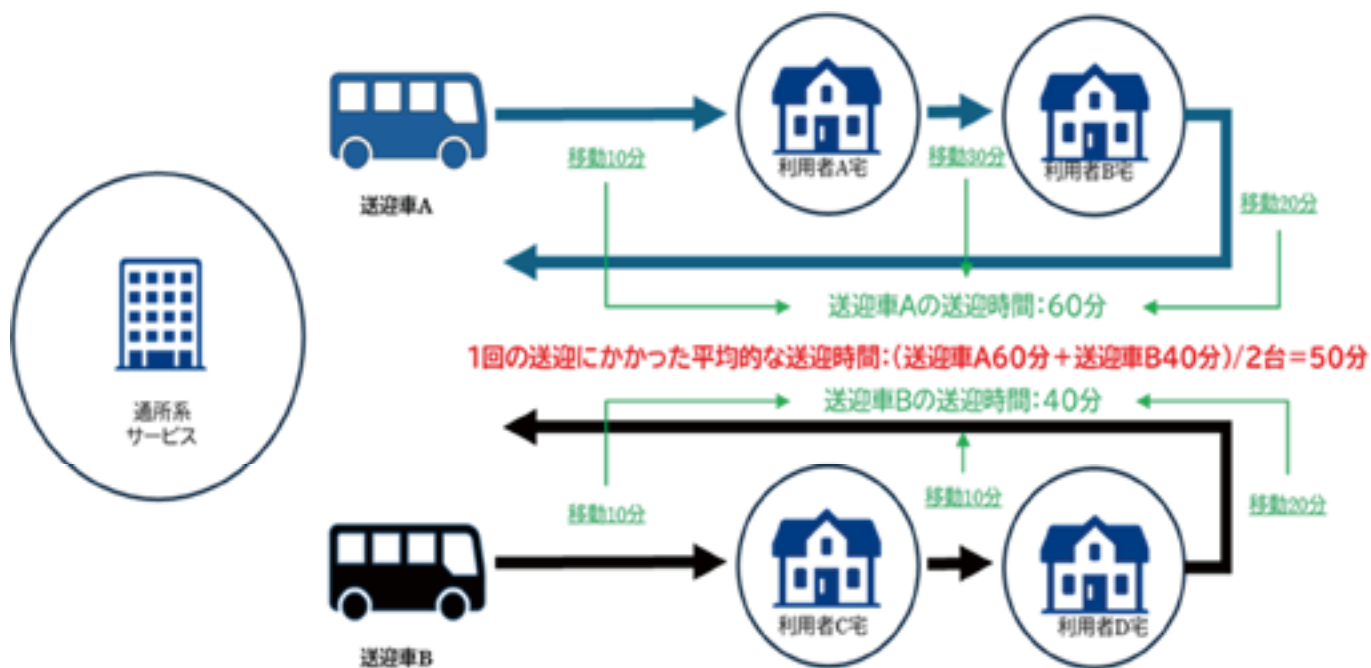 移動10分
利用者A宅
移動30分
利用者B宅
送迎車A
移動20分
送迎車Aの送迎時間:60分
1回の送迎にかかった平均的な送迎時間:(送迎車A60分+送迎車B40分)/2台=50分
送迎車Bの送迎時間:40分
通所系
サービス
移動10分
移動10分
移動20分
利用者C宅
利用者D宅
送迎車B